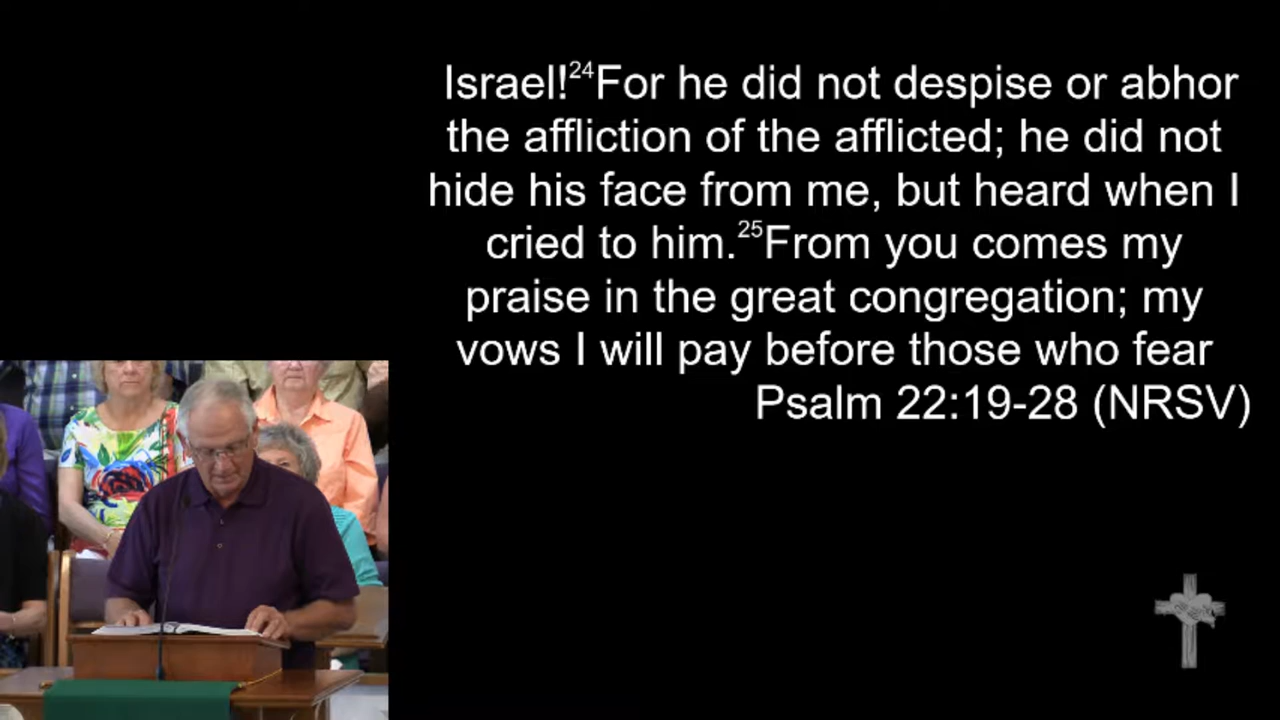 Israel!²⁴For he did not despise or abhor
the affliction of the afflicted; he did not
hide his face from me, but heard when I
cried to him.²⁵From you comes my
praise in the great congregation; my
vows I will pay before those who fear
Psalm 22:19-28 (NRSV)